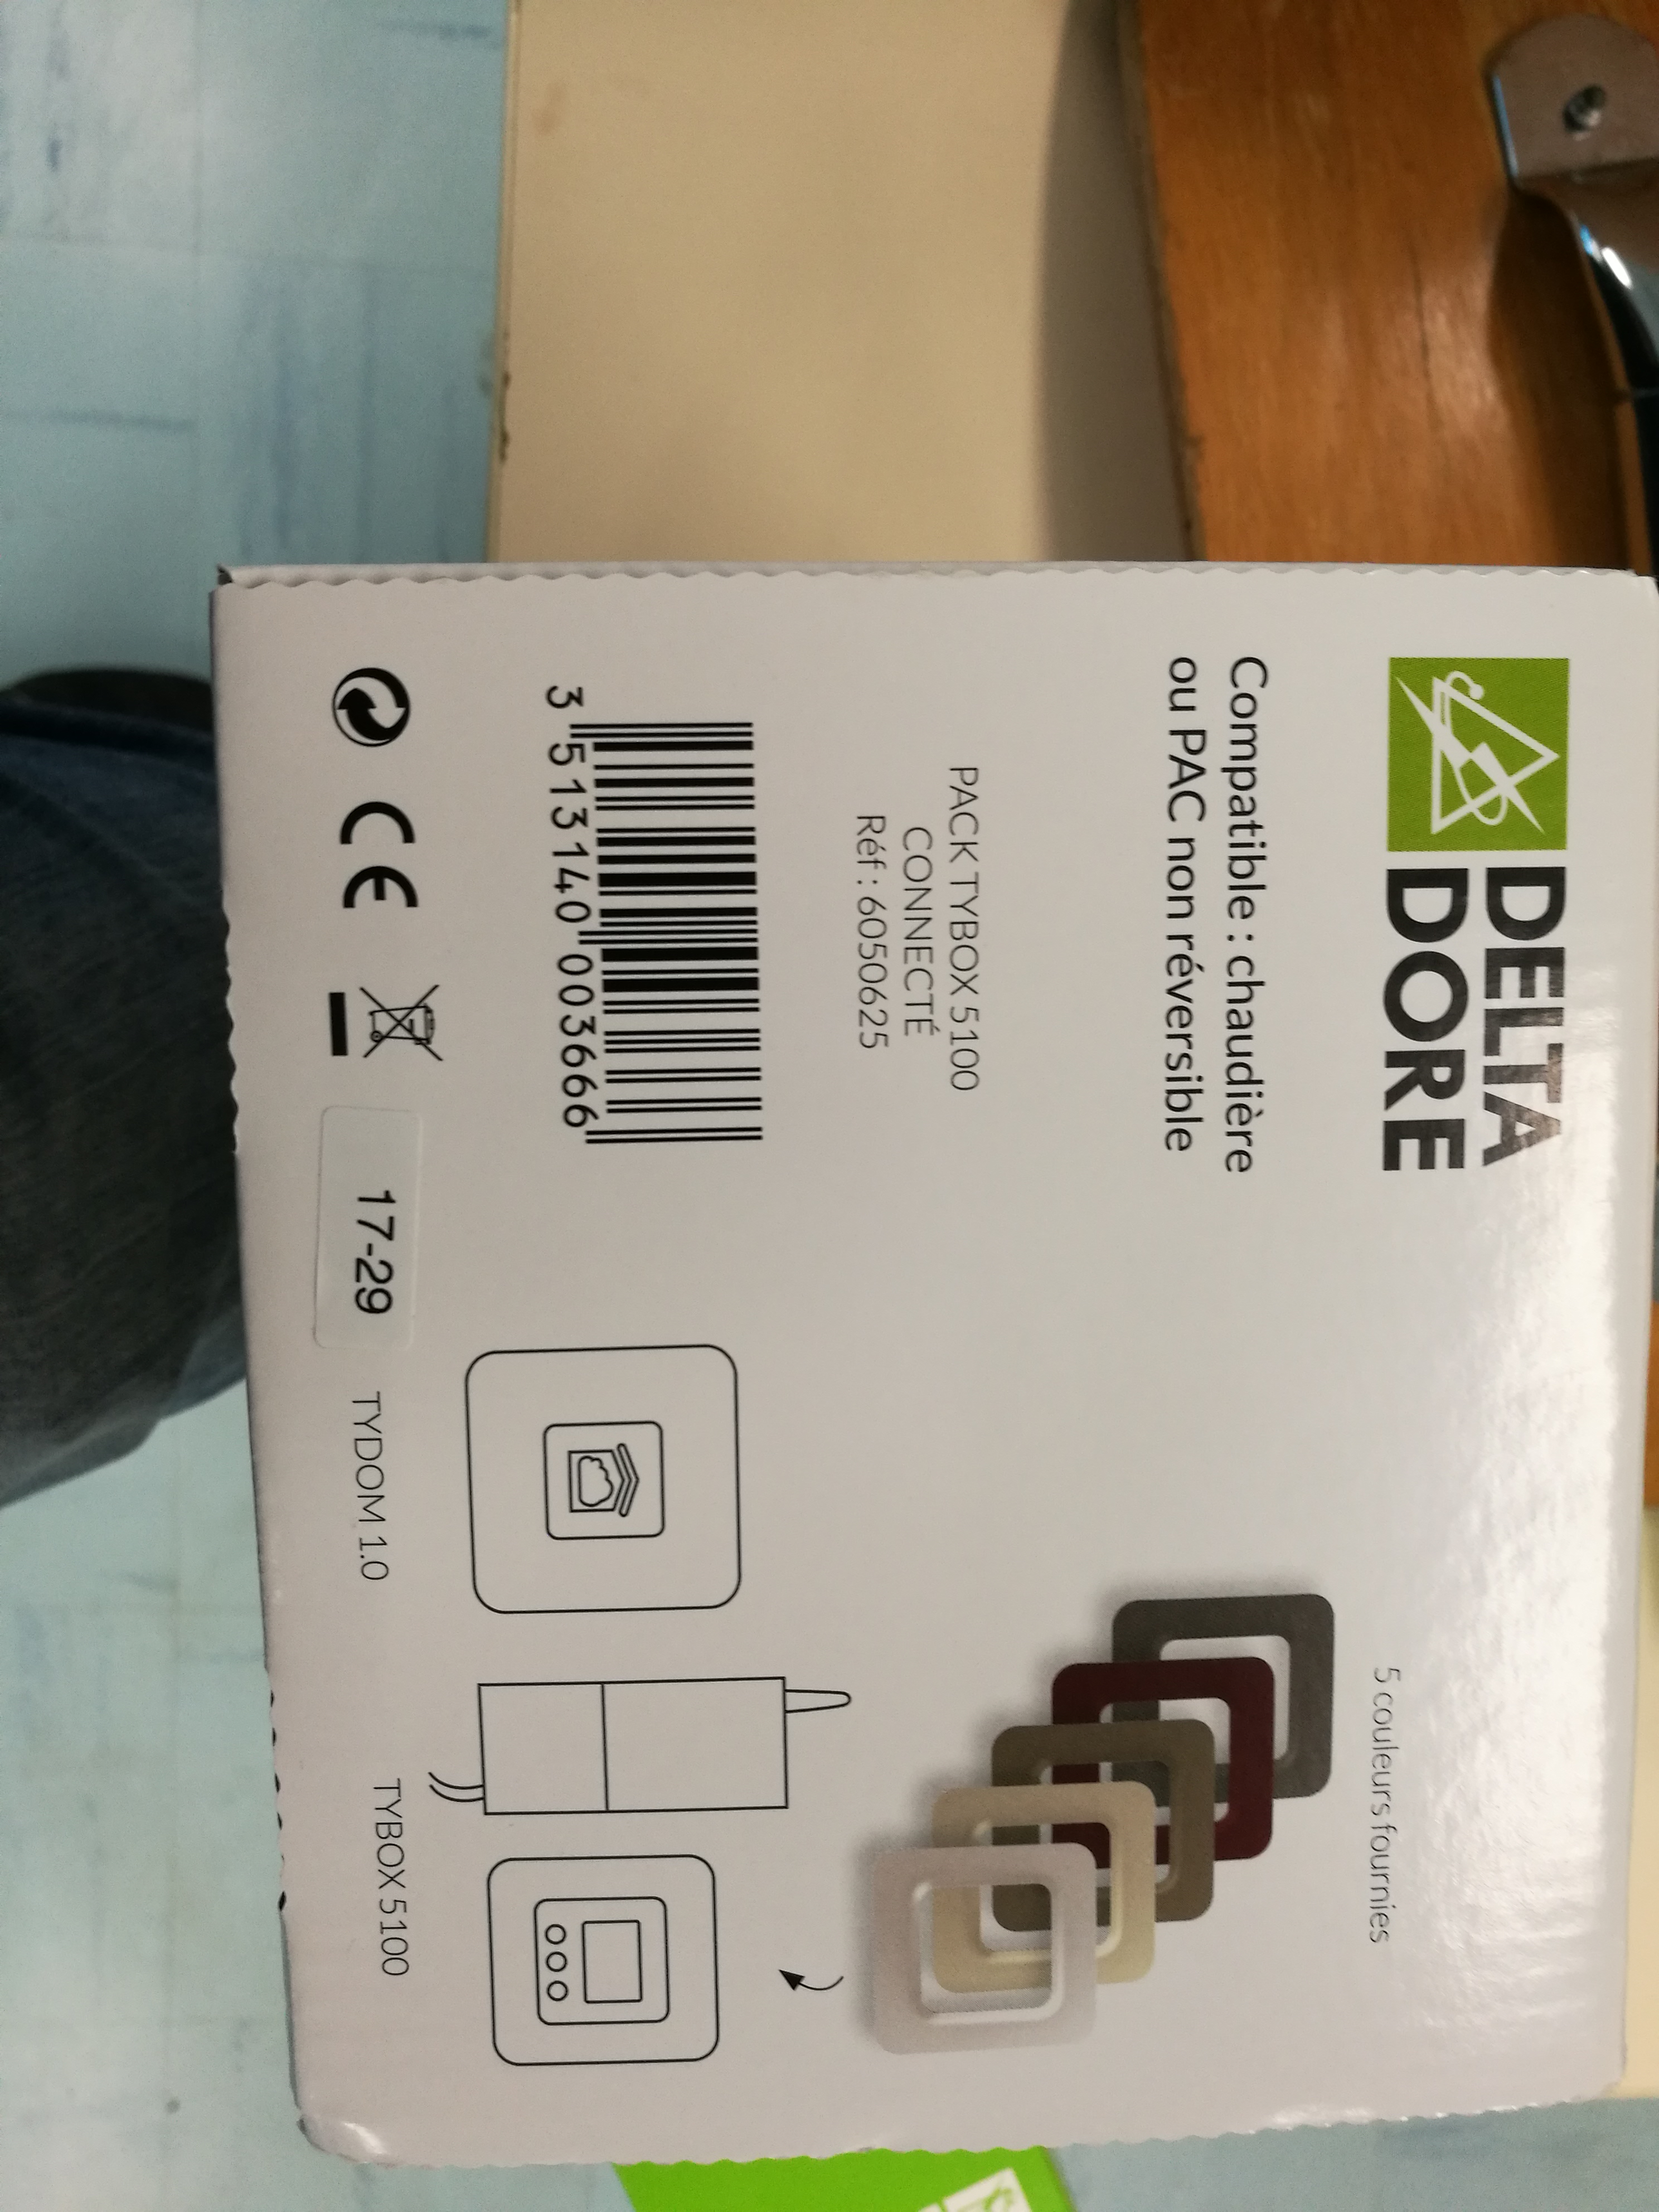 DELTA
DORE
Compatible : chaudière
ou PAC non réversible
PACK TYBOX 5100
CONNECTÉ
Réf : 6050625
3 513140 003666
CE
17-29
5 couleurs fournies
TYDOM 1.0
TYBOX 5100